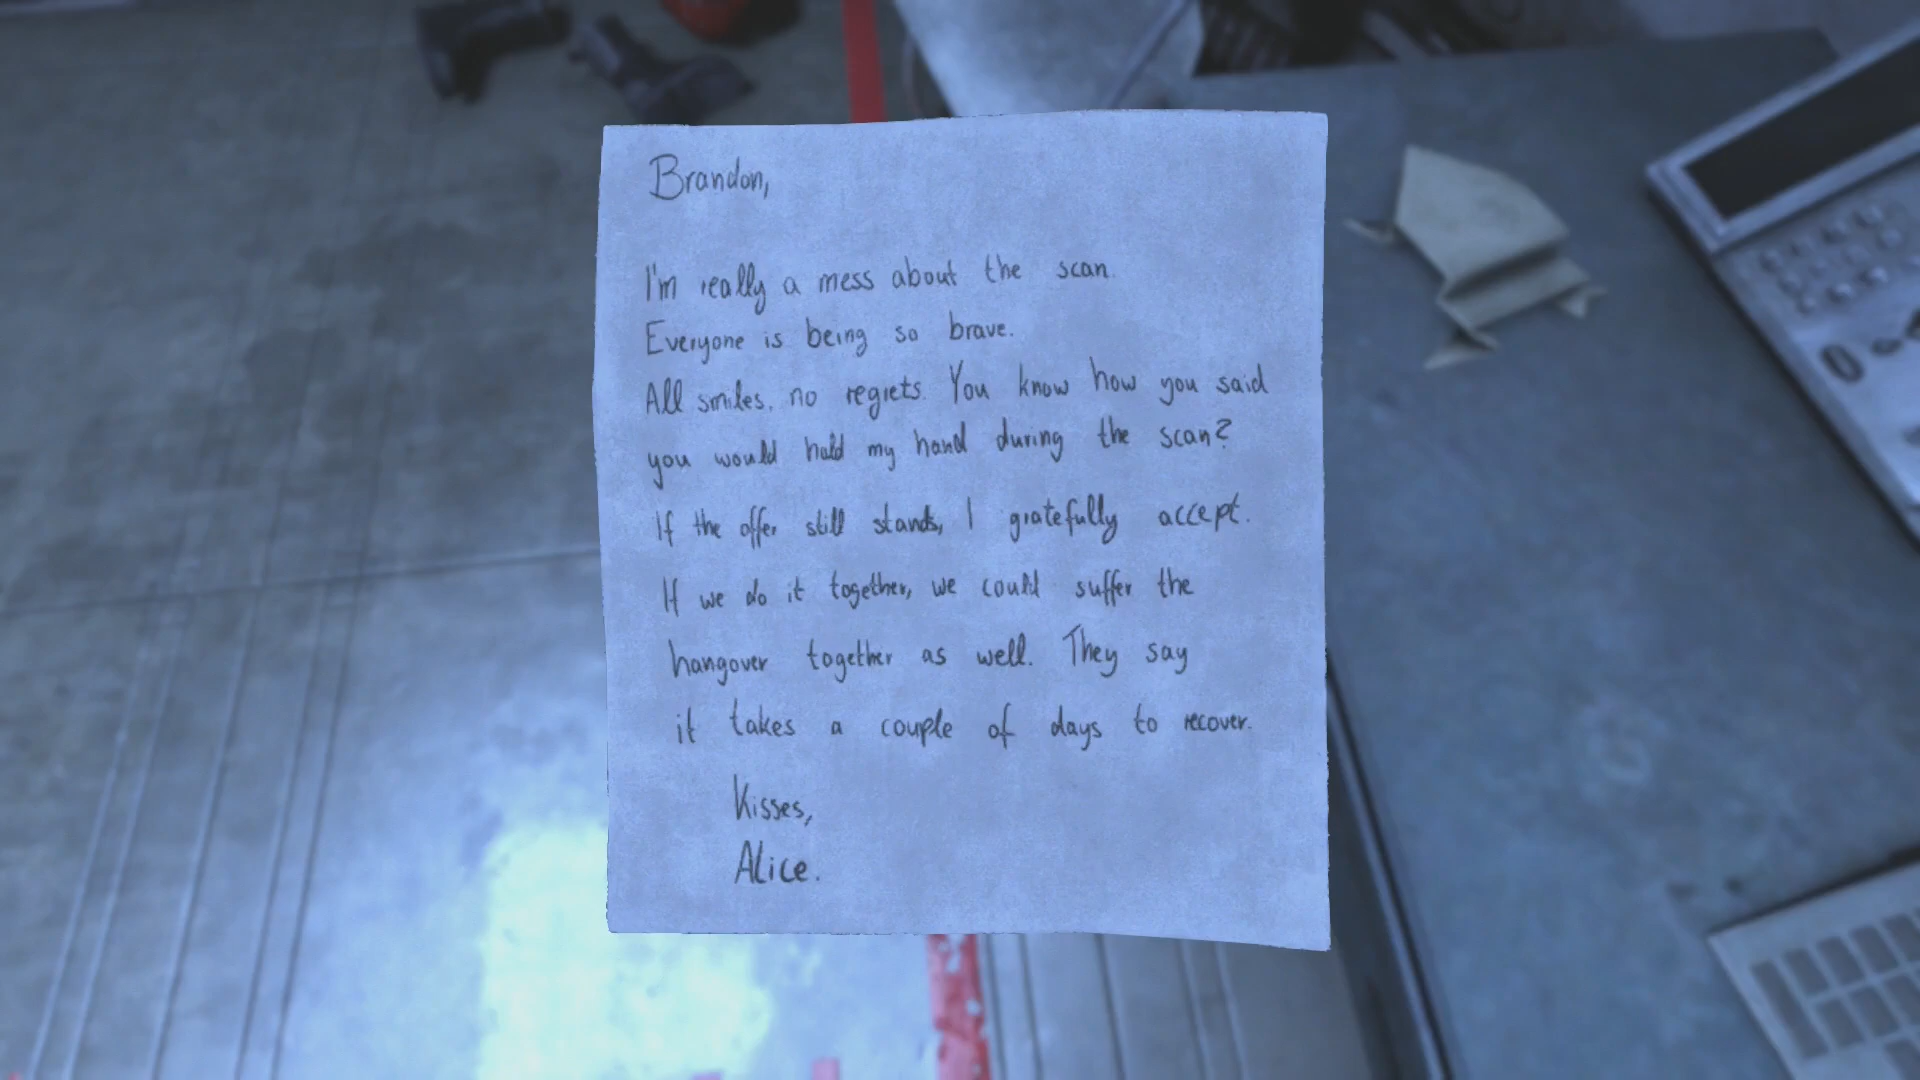 Brandon,
I'm really a mess about the scan.
Everyone is being so brave.
All smiles, no regrets. You know how you said
you would hold my hand during the scan?
If the offer still stands, I gratefully accept.
If we do it together, we could suffer the
hangover together as well. They say
it takes a couple of days to recover.
Kisses,
Alice.